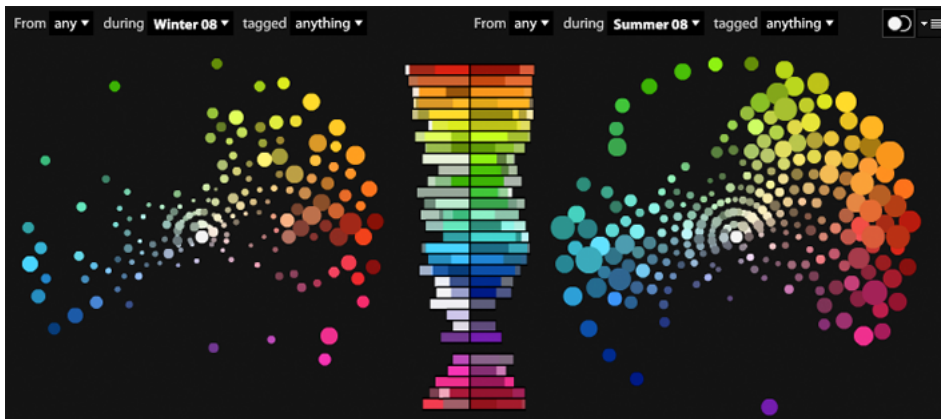 From any ▾ during Winter 08 ▾ tagged anything ▾
From any ▾ during Summer 08 ▾ tagged anything ▾